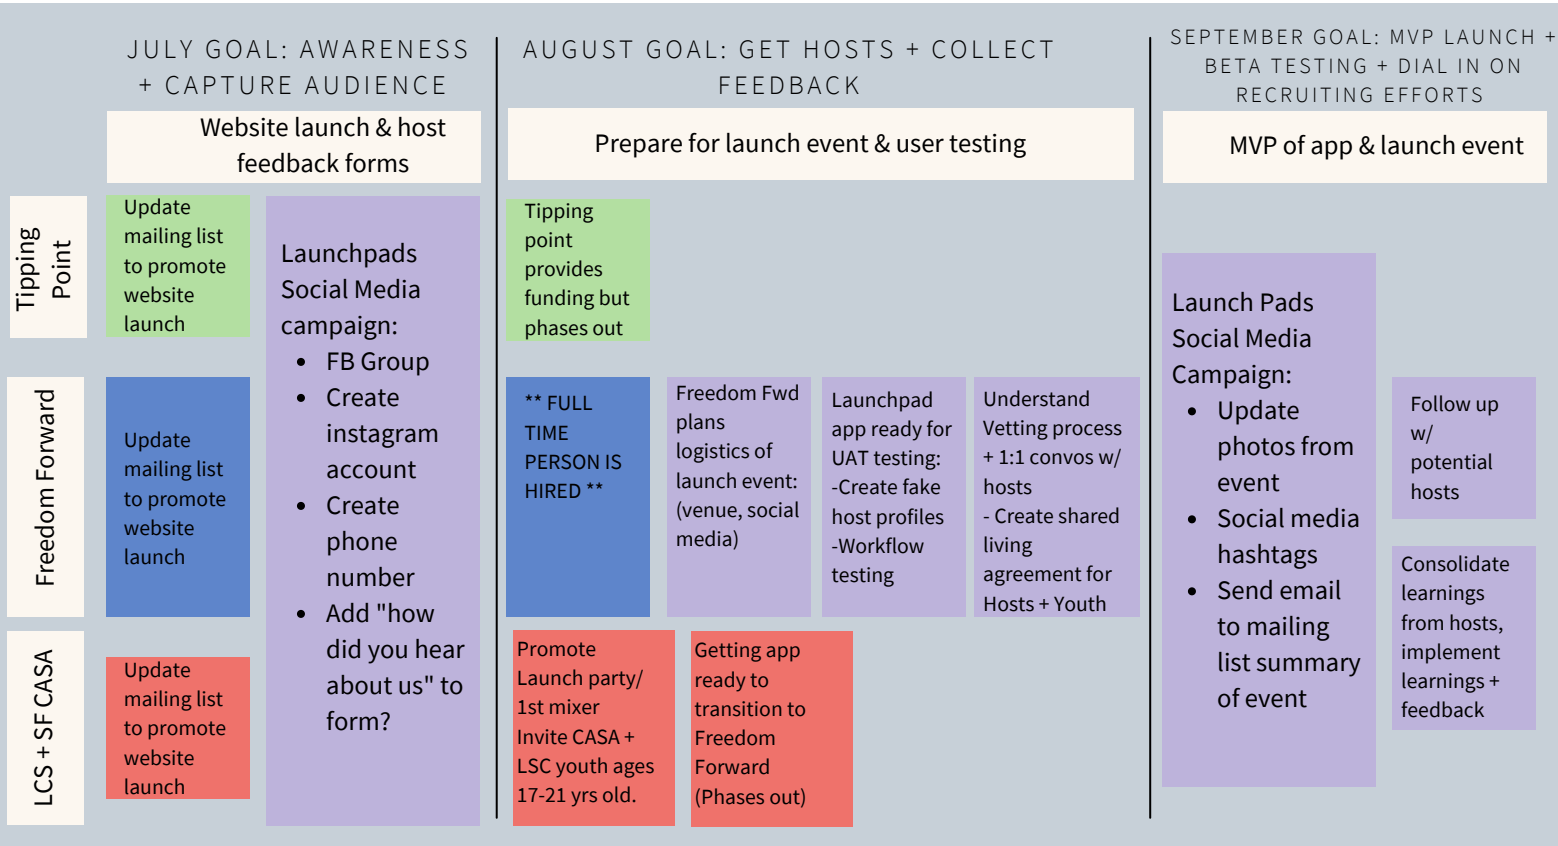 JULY GOAL: AWARENESS
+ CAPTURE AUDIENCE
AUGUST GOAL: GET HOSTS + COLLECT
FEEDBACK
SEPTEMBER GOAL: MVP LAUNCH +
BETA TESTING + DIAL IN ON
RECRUITING EFFORTS
Website launch & host
feedback forms
Prepare for launch event & user testing
MVP of app & launch event
Tipping
Point
Update
mailing list
to promote
website
launch
Launchpads
Social Media
campaign:
• FB Group
• Create
instagram
account
• Create
phone
number
• Add "how
did you hear
about us" to
form?
Tipping
point
provides
funding but
phases out
Launch Pads
Social Media
Campaign:
• Update
photos from
event
• Social media
hashtags
• Send email
to mailing
list summary
of event
Freedom Forward
Update
mailing list
to promote
website
launch
** FULL
TIME
PERSON IS
HIRED **
Freedom Fwd
plans
logistics of
launch event:
(venue, social
media)
Launchpad
app ready for
UAT testing:
-Create fake
host profiles
-Workflow
testing
Understand
Vetting process
+ 1:1 convos w/
hosts
- Create shared
living
agreement for
Hosts + Youth
Follow up
w/
potential
hosts
LCS + SF CASA
Update
mailing list
to promote
website
launch
Promote
Launch party/
1st mixer
Invite CASA +
LSC youth ages
17-21 yrs old.
Getting app
ready to
transition to
Freedom
Forward
(Phases out)
Consolidate
learnings
from hosts,
implement
learnings +
feedback